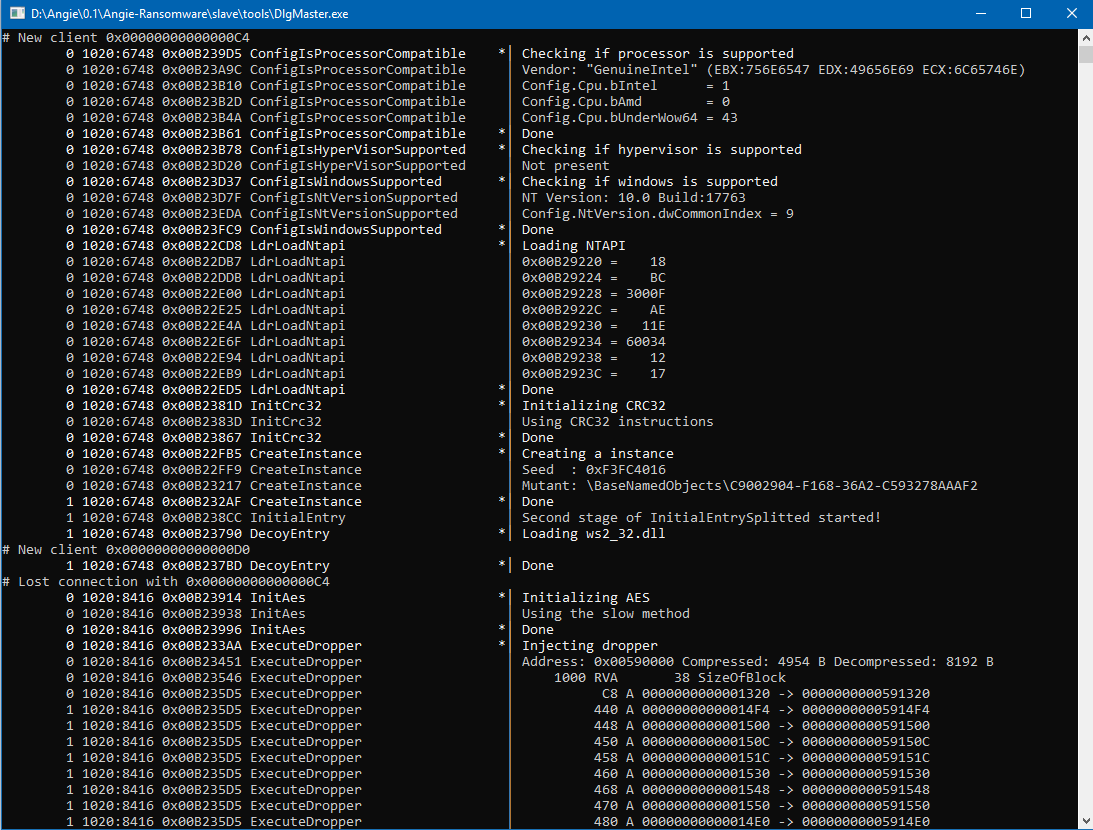 D:\Angie\0.1\Angie-Ransomware\slave\tools\DlgMaster.exe
# New client 0x00000000000000C4
0 1020:6748 0x00B239D5 ConfigIsProcessorCompatible *| Checking if processor is supported
0 1020:6748 0x00B23A9C ConfigIsProcessorCompatible | Vendor: "GenuineIntel" (EBX:756E6547 EDX:49656E69 ECX:6C65746E)
0 1020:6748 0x00B23B10 ConfigIsProcessorCompatible | Config.Cpu.bIntel = 1
0 1020:6748 0x00B23B2D ConfigIsProcessorCompatible | Config.Cpu.bAmd = 0
0 1020:6748 0x00B23B4A ConfigIsProcessorCompatible | Config.Cpu.bUnderWow64 = 43
0 1020:6748 0x00B23B61 ConfigIsProcessorCompatible *| Done
0 1020:6748 0x00B23B78 ConfigIsHyperVisorSupported *| Checking if hypervisor is supported
0 1020:6748 0x00B23D20 ConfigIsHyperVisorSupported | Not present
0 1020:6748 0x00B23D37 ConfigIsWindowsSupported *| Checking if windows is supported
0 1020:6748 0x00B23D7F ConfigIsNtVersionSupported | NT Version: 10.0 Build:17763
0 1020:6748 0x00B23EDA ConfigIsNtVersionSupported | Config.NtVersion.dwCommonIndex = 9
0 1020:6748 0x00B23FC9 ConfigIsWindowsSupported *| Done
0 1020:6748 0x00B22CD8 LdrLoadNtapi *| Loading NTAPI
0 1020:6748 0x00B22DB7 LdrLoadNtapi | 0x00B29220 = 18
0 1020:6748 0x00B22DDB LdrLoadNtapi | 0x00B29224 = BC
0 1020:6748 0x00B22E00 LdrLoadNtapi | 0x00B29228 = 3000F
0 1020:6748 0x00B22E25 LdrLoadNtapi | 0x00B2922C = AE
0 1020:6748 0x00B22E4A LdrLoadNtapi | 0x00B29230 = 11E
0 1020:6748 0x00B22E6F LdrLoadNtapi | 0x00B29234 = 60034
0 1020:6748 0x00B22E94 LdrLoadNtapi | 0x00B29238 = 12
0 1020:6748 0x00B22EB9 LdrLoadNtapi | 0x00B2923C = 17
0 1020:6748 0x00B22ED5 LdrLoadNtapi *| Done
0 1020:6748 0x00B2381D InitCrc32 *| Initializing CRC32
0 1020:6748 0x00B2383D InitCrc32 | Using CRC32 instructions
0 1020:6748 0x00B23867 InitCrc32 *| Done
0 1020:6748 0x00B22FB5 CreateInstance *| Creating a instance
0 1020:6748 0x00B22FF9 CreateInstance | Seed : 0xF3FC4016
0 1020:6748 0x00B23217 CreateInstance | Mutant: \BaseNamedObjects\C9002904-F168-36A2-C593278AAAF2
1 1020:6748 0x00B232AF CreateInstance *| Done
1 1020:6748 0x00B238CC InitialEntry | Second stage of InitialEntrySplitted started!
1 1020:6748 0x00B23790 DecoyEntry *| Loading ws2_32.dll
# New client 0x00000000000000D0
1 1020:6748 0x00B237BD DecoyEntry *| Done
# Lost connection with 0x00000000000000C4
0 1020:8416 0x00B23914 InitAes *| Initializing AES
0 1020:8416 0x00B23938 InitAes | Using the slow method
0 1020:8416 0x00B23996 InitAes *| Done
0 1020:8416 0x00B233AA ExecuteDropper *| Injecting dropper
0 1020:8416 0x00B23451 ExecuteDropper | Address: 0x00590000 Compressed: 4954 B Decompressed: 8192 B
0 1020:8416 0x00B23546 ExecuteDropper | 1000 RVA 38 SizeOfBlock
0 1020:8416 0x00B235D5 ExecuteDropper | C8 A 0000000000001320 -> 0000000000591320
1 1020:8416 0x00B235D5 ExecuteDropper | 440 A 00000000000014F4 -> 00000000005914F4
1 1020:8416 0x00B235D5 ExecuteDropper | 448 A 0000000000001500 -> 0000000000591500
1 1020:8416 0x00B235D5 ExecuteDropper | 450 A 000000000000150C -> 000000000059150C
1 1020:8416 0x00B235D5 ExecuteDropper | 458 A 000000000000151C -> 000000000059151C
1 1020:8416 0x00B235D5 ExecuteDropper | 460 A 0000000000001530 -> 0000000000591530
1 1020:8416 0x00B235D5 ExecuteDropper | 468 A 0000000000001548 -> 0000000000591548
1 1020:8416 0x00B235D5 ExecuteDropper | 470 A 0000000000001550 -> 0000000000591550
1 1020:8416 0x00B235D5 ExecuteDropper | 480 A 00000000000014E0 -> 00000000005914E0